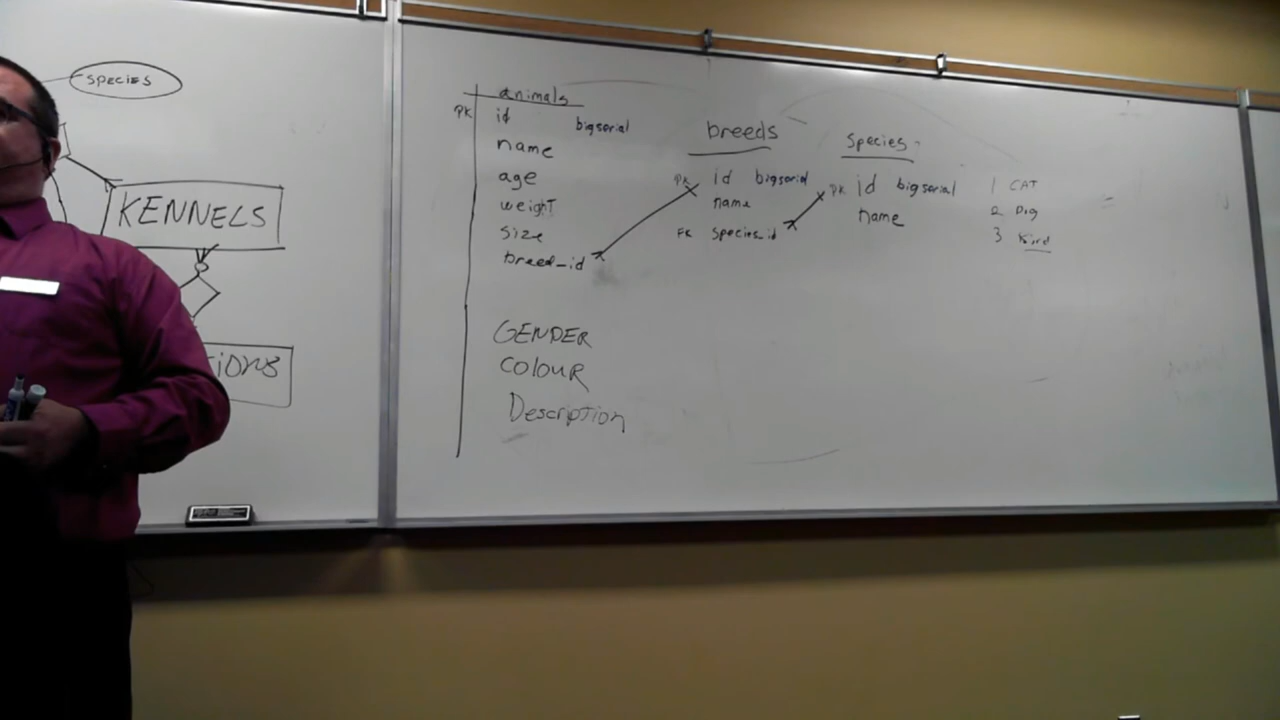 species
KENNELS
animals
PK id bigserial
name
age
weight
size
breed_id
GENDER
COLOUR
Description
breeds
PK id bigserial
name
FK species_id
species
PK id bigserial
name
1 CAT
2 Dog
3 Bird